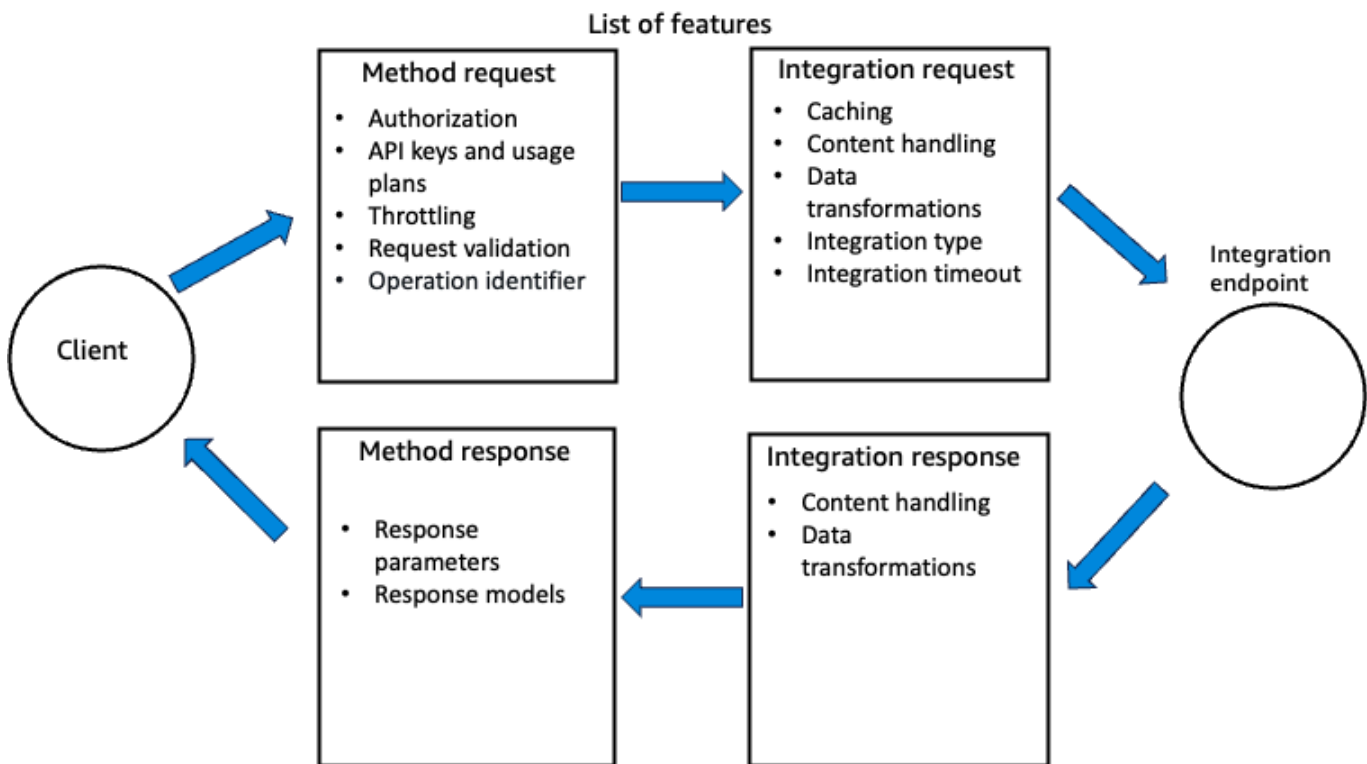 List of features
Method request
• Authorization
• API keys and usage
plans
• Throttling
• Request validation
• Operation identifier
Integration request
• Caching
• Content handling
• Data
transformations
• Integration type
• Integration timeout
Integration
endpoint
Client
Method response
• Response
parameters
• Response models
Integration response
• Content handling
• Data
transformations